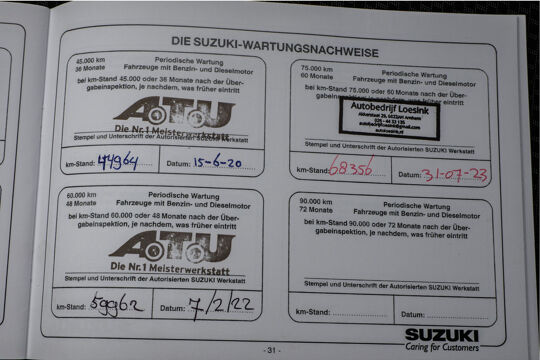 DIE SUZUKI-WARTUNGSNACHWEISE
45.000 km
36 Monate
Periodische Wartung
Fahrzeuge mit Benzin- und Dieselmotor
bei km-Stand 45.000 oder 36 Monate nach der Über-
gabeinspektion, je nachdem, was früher eintritt
ATU
Die Nr.1 Meisterwerkstatt
Stempel und Unterschrift der Autorisierten SUZUKI Werkstatt
km-Stand: 44964
Datum: 15-6-20
60.000 km
48 Monate
Periodische Wartung
Fahrzeuge mit Benzin- und Dieselmotor
bei km-Stand 60.000 oder 48 Monate nach der Über-
gabeinspektion, je nachdem, was früher eintritt
ATU
Die Nr.1 Meisterwerkstatt
Stempel und Unterschrift der Autorisierten SUZUKI Werkstatt
km-Stand: 59962
Datum: 7/2/22
75.000 km
60 Monate
Periodische Wartung
Fahrzeuge mit Benzin- und Dieselmotor
bei km-Stand 75.000 oder 60 Monate nach der Über-
gabeinspektion, je nachdem, was früher eintritt
Autobedrijf Loesink
Stempel und Unterschrift der Autorisierten SUZUKI Werkstatt
km-Stand: 68356
Datum: 31-07-23
90.000 km
72 Monate
Periodische Wartung
Fahrzeuge mit Benzin- und Dieselmotor
bei km-Stand 90.000 oder 72 Monate nach der Über-
gabeinspektion, je nachdem, was früher eintritt
Stempel und Unterschrift der Autorisierten SUZUKI Werkstatt
km-Stand:
Datum:
- 31 -
SUZUKI
Caring for Customers